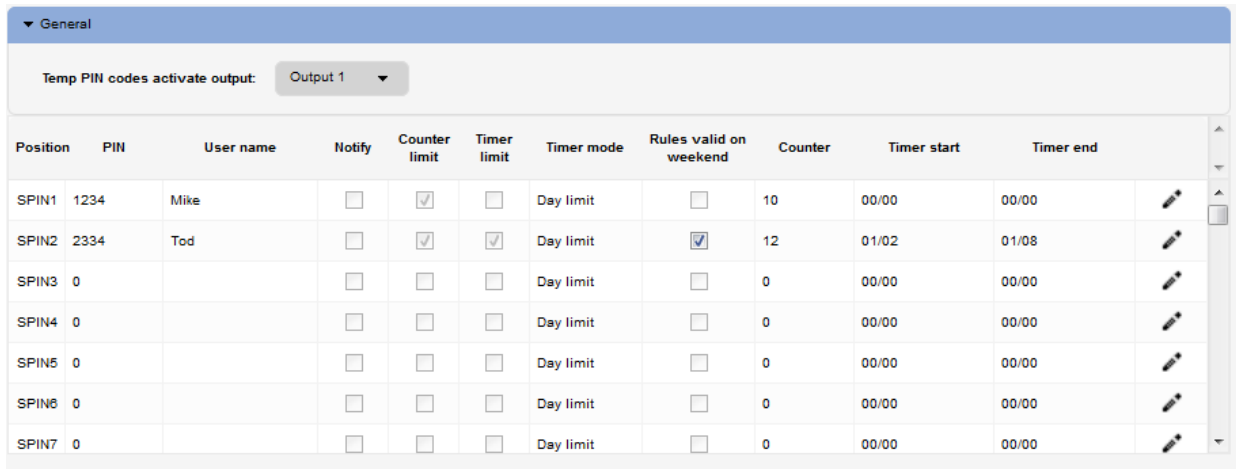 General
Temp PIN codes activate output: Output 1
Position PIN User name Notify Counter limit Timer limit Timer mode Rules valid on weekend Counter Timer start Timer end
SPIN1 1234 Mike Day limit 10 00/00 00/00
SPIN2 2334 Tod Day limit 12 01/02 01/08
SPIN3 0 Day limit 0 00/00 00/00
SPIN4 0 Day limit 0 00/00 00/00
SPIN5 0 Day limit 0 00/00 00/00
SPIN6 0 Day limit 0 00/00 00/00
SPIN7 0 Day limit 0 00/00 00/00